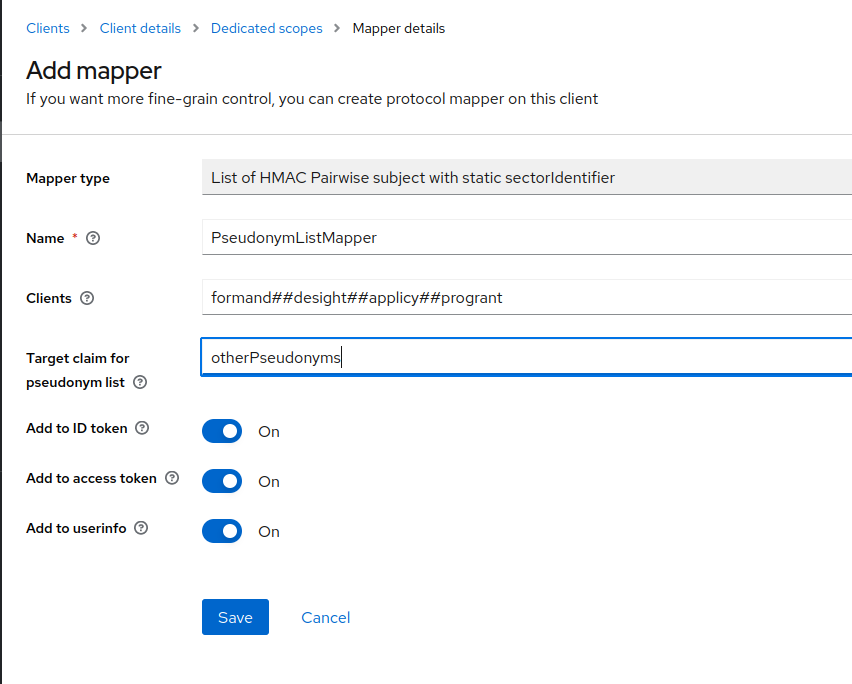 Clients > Client details > Dedicated scopes > Mapper details
Add mapper
If you want more fine-grain control, you can create protocol mapper on this client
Mapper type List of HMAC Pairwise subject with static sectorIdentifier
Name * PseudonymListMapper
Clients formand##desight##applicy##progrant
Target claim for
pseudonym list otherPseudonyms
Add to ID token On
Add to access token On
Add to userinfo On
Save Cancel